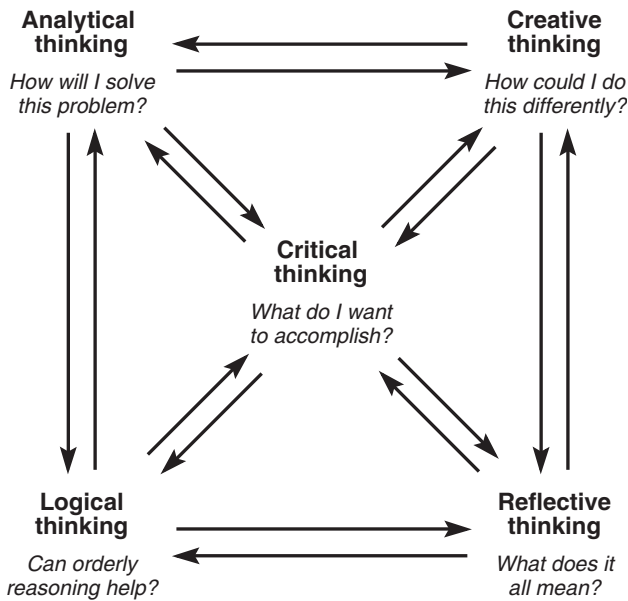 Analytical
thinking
How will I solve
this problem?
Creative
thinking
How could I do
this differently?
Critical
thinking
What do I want
to accomplish?
Logical
thinking
Can orderly
reasoning help?
Reflective
thinking
What does it
all mean?